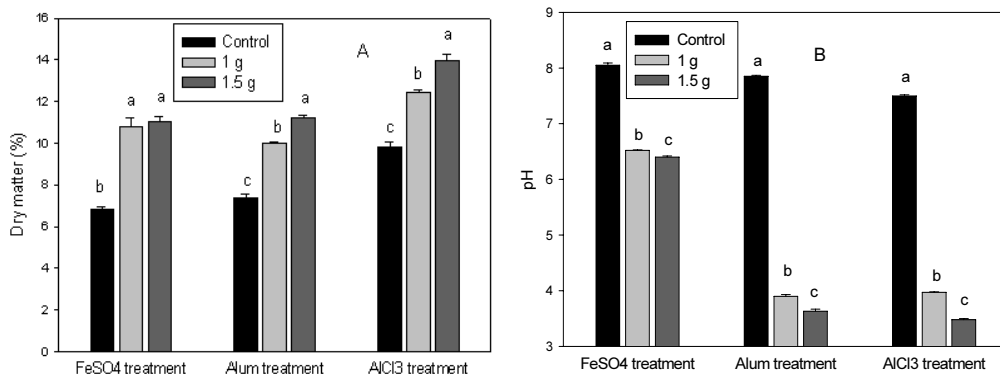 A
Control
1 g
1.5 g
Dry matter (%)
16
14
12
10
8
6
4
2
0
b
a
a
c
b
a
c
b
a
FeSO4 treatment
Alum treatment
AlCl3 treatment
B
Control
1 g
1.5 g
pH
9
8
7
6
5
4
3
a
b
c
a
b
c
a
b
c
FeSO4 treatment
Alum treatment
AlCl3 treatment